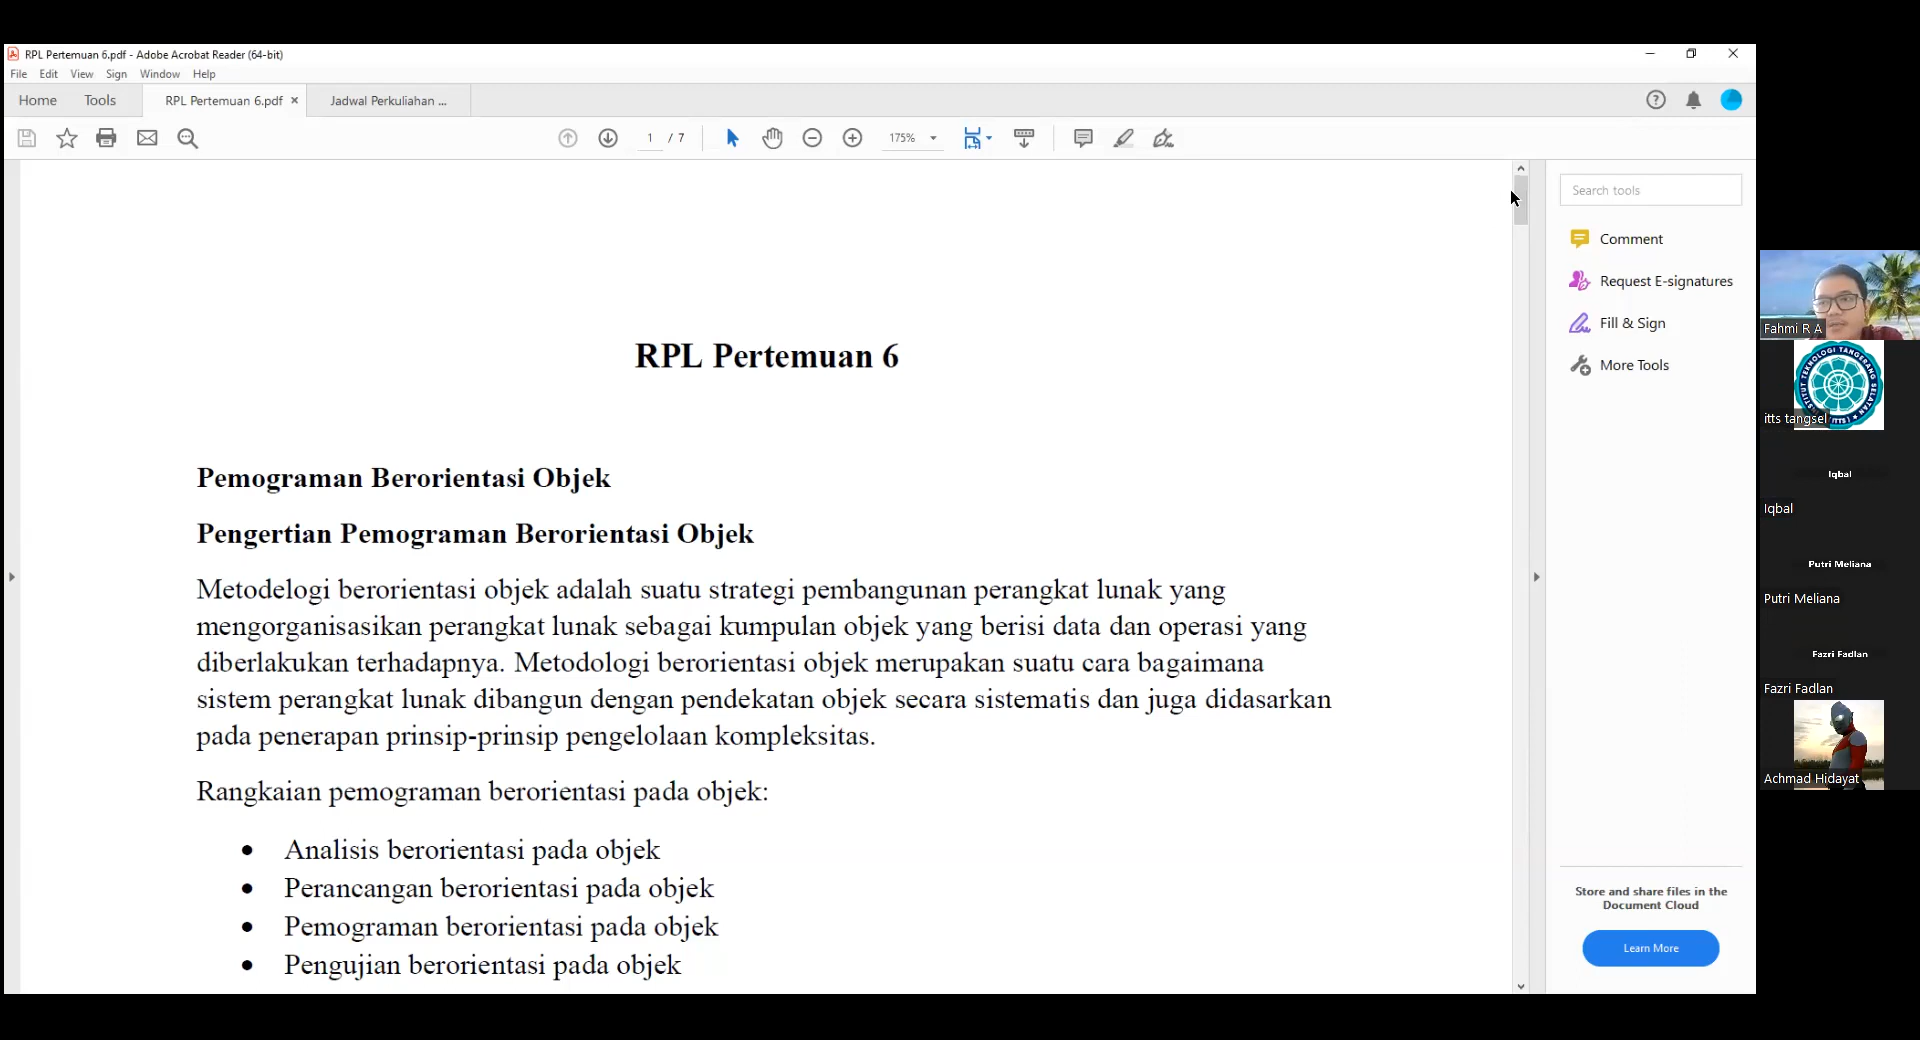 RPL Pertemuan 6.pdf - Adobe Acrobat Reader (64-bit)
File Edit View Sign Window Help
Home Tools RPL Pertemuan 6.pdf Jadwal Perkuliahan ...
1 / 7 175%
RPL Pertemuan 6
Pemograman Berorientasi Objek
Pengertian Pemograman Berorientasi Objek
Metodelogi berorientasi objek adalah suatu strategi pembangunan perangkat lunak yang
mengorganisasikan perangkat lunak sebagai kumpulan objek yang berisi data dan operasi yang
diberlakukan terhadapnya. Metodologi berorientasi objek merupakan suatu cara bagaimana
sistem perangkat lunak dibangun dengan pendekatan objek secara sistematis dan juga didasarkan
pada penerapan prinsip-prinsip pengelolaan kompleksitas.
Rangkaian pemograman berorientasi pada objek:
• Analisis berorientasi pada objek
• Perancangan berorientasi pada objek
• Pemograman berorientasi pada objek
• Pengujian berorientasi pada objek
Search tools
Comment
Request E-signatures
Fill & Sign
More Tools
Store and share files in the
Document Cloud
Learn More
Fahmi R A
INSTITUT TEKNOLOGI TANGERANG SELATAN
itts tangsel
Iqbal
Iqbal
Putri Meliana
Putri Meliana
Fazri Fadlan
Fazri Fadlan
Achmad Hidayat